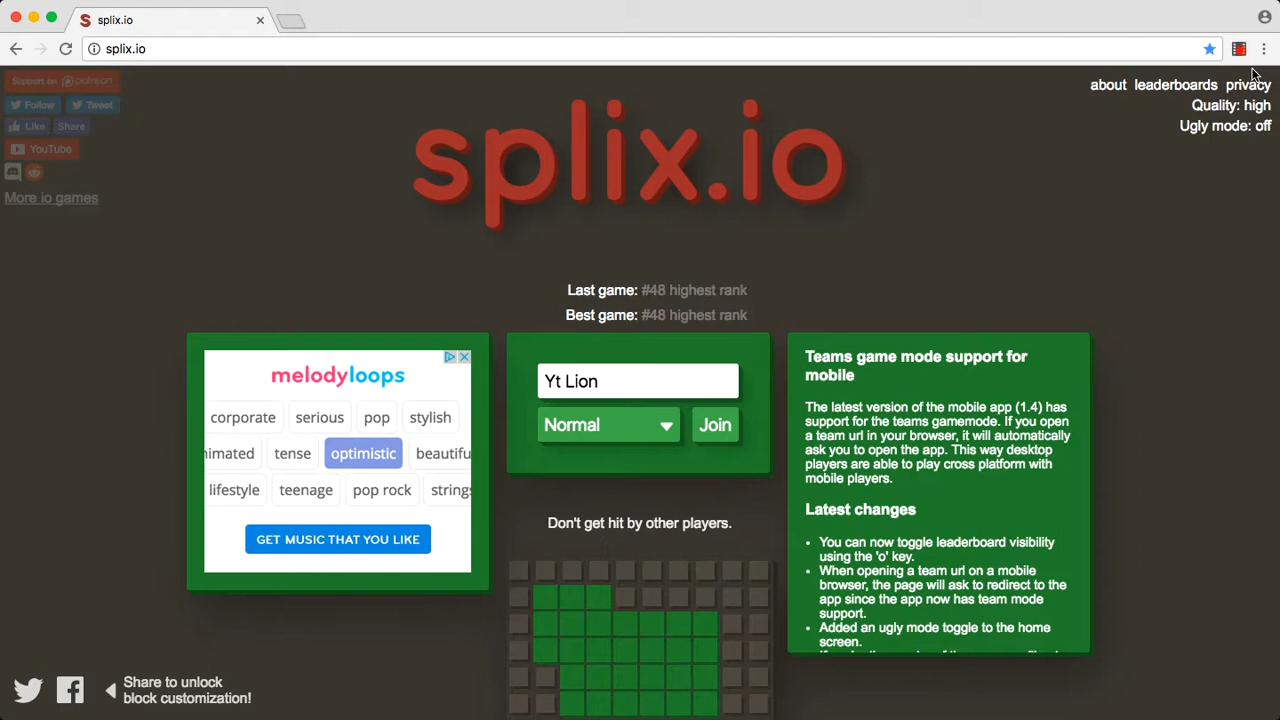 splix.io
splix.io
Support on patreon
Follow
Tweet
Like
Share
YouTube
More io games
about leaderboards privacy
Quality: high
Ugly mode: off
splix.io
Last game: #48 highest rank
Best game: #48 highest rank
melodyloops
corporate
serious
pop
stylish
nimated
tense
optimistic
beautifu
lifestyle
teenage
pop rock
strings
GET MUSIC THAT YOU LIKE
Yt Lion
Normal
Join
Don't get hit by other players.
Teams game mode support for
mobile
The latest version of the mobile app (1.4) has
support for the teams gamemode. If you open
a team url in your browser, it will automatically
ask you to open the app. This way desktop
players are able to play cross platform with
mobile players.
Latest changes
• You can now toggle leaderboard visibility
using the 'o' key.
• When opening a team url on a mobile
browser, the page will ask to redirect to the
app since the app now has team mode
support.
• Added an ugly mode toggle to the home
screen.
Share to unlock
block customization!